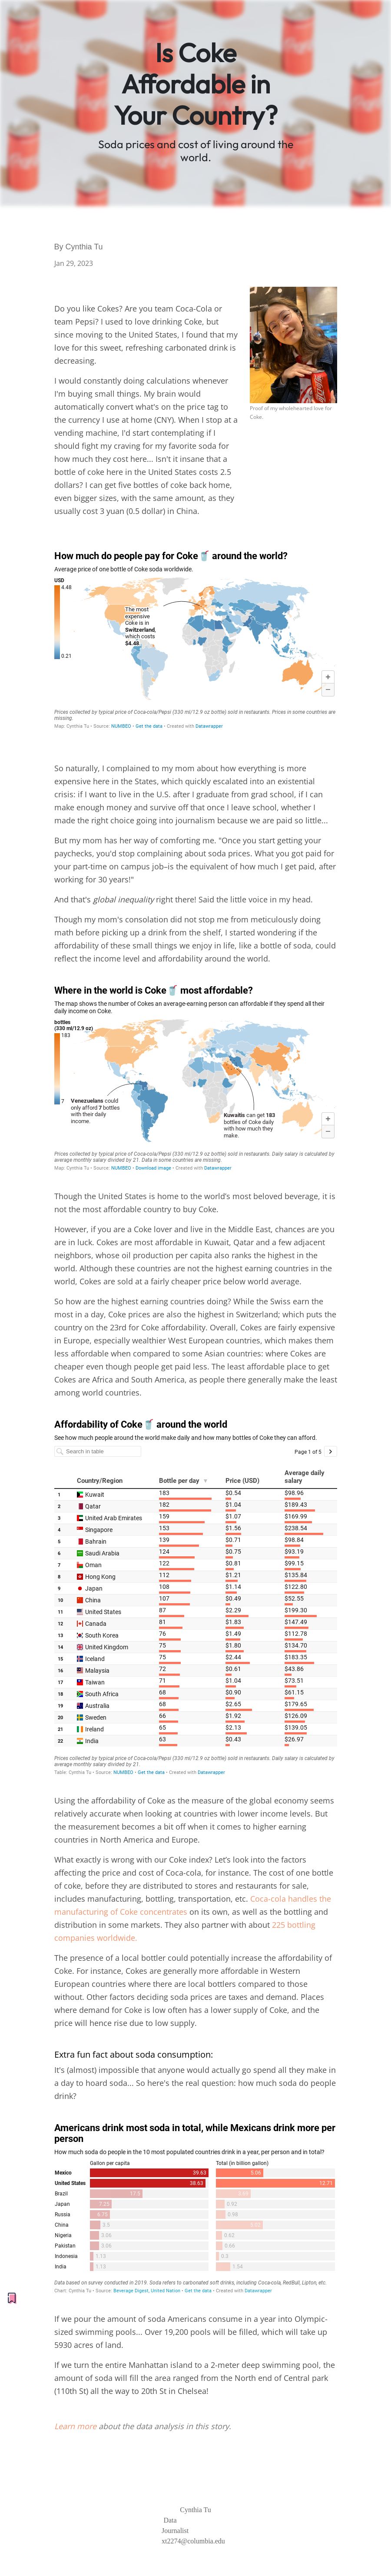 Is Coke
Affordable in
Your Country?
Soda prices and cost of living around the
world.
By Cynthia Tu
Jan 29, 2023
Do you like Cokes? Are you team Coca-Cola or
team Pepsi? I used to love drinking Coke, but
since moving to the United States, I found that my
love for this sweet, refreshing carbonated drink is
decreasing.
I would constantly doing calculations whenever
I'm buying small things. My brain would
automatically convert what's on the price tag to
the currency I use at home (CNY). When I stop at a
vending machine, I'd start contemplating if I
should fight my craving for my favorite soda for
how much they cost here... Isn't it insane that a
bottle of coke here in the United States costs 2.5
dollars? I can get five bottles of coke back home,
even bigger sizes, with the same amount, as they
usually cost 3 yuan (0.5 dollar) in China.
Proof of my wholehearted love for
Coke.
How much do people pay for Coke🥤 around the world?
Average price of one bottle of Coke soda worldwide.
USD
4.48
0.21
The most
expensive
Coke is in
Switzerland,
which costs
$4.48
+
−
Prices collected by typical price of Coca-cola/Pepsi (330 ml/12.9 oz bottle) sold in restaurants. Prices in some countries are
missing.
Map: Cynthia Tu • Source: NUMBEO • Get the data • Created with Datawrapper
So naturally, I complained to my mom about how everything is more
expensive here in the States, which quickly escalated into an existential
crisis: if I want to live in the U.S. after I graduate from grad school, if I can
make enough money and survive off that once I leave school, whether I
made the right choice going into journalism because we are paid so little...
But my mom has her way of comforting me. "Once you start getting your
paychecks, you'd stop complaining about soda prices. What you got paid for
your part-time on campus job–is the equivalent of how much I get paid, after
working for 30 years!"
And that's global inequality right there! Said the little voice in my head.
Though my mom's consolation did not stop me from meticulously doing
math before picking up a drink from the shelf, I started wondering if the
affordability of these small things we enjoy in life, like a bottle of soda, could
reflect the income level and affordability around the world.
Where in the world is Coke🥤 most affordable?
The map shows the number of Cokes an average-earning person can affordable if they spend all their
daily income on Coke.
bottles
(330 ml/12.9 oz)
183
7
Venezuelans could
only afford 7 bottles
with their daily
income.
Kuwaitis can get 183
bottles of Coke daily
with how much they
make.
+
−
Prices collected by typical price of Coca-cola/Pepsi (330 ml/12.9 oz bottle) sold in restaurants. Daily salary is calculated by
average monthly salary divided by 21. Data in some countries are missing.
Map: Cynthia Tu • Source: NUMBEO • Download image • Created with Datawrapper
Though the United States is home to the world's most beloved beverage, it is
not the most affordable country to buy Coke.
However, if you are a Coke lover and live in the Middle East, chances are you
are in luck. Cokes are most affordable in Kuwait, Qatar and a few adjacent
neighbors, whose oil production per capita also ranks the highest in the
world. Although these countries are not the highest earning countries in the
world, Cokes are sold at a fairly cheaper price below world average.
So how are the highest earning countries doing? While the Swiss earn the
most in a day, Coke prices are also the highest in Switzerland; which puts the
country on the 23rd for Coke affordability. Overall, Cokes are fairly expensive
in Europe, especially wealthier West European countries, which makes them
less affordable when compared to some Asian countries: where Cokes are
cheaper even though people get paid less. The least affordable place to get
Cokes are Africa and South America, as people there generally make the least
among world countries.
Affordability of Coke🥤 around the world
See how much people around the world make daily and how many bottles of Coke they can afford.
Search in table
Page 1 of 5 >
Country/Region Bottle per day ▼ Price (USD) Average daily salary
1 Kuwait 183 $0.54 $98.96
2 Qatar 182 $1.04 $189.43
3 United Arab Emirates 159 $1.07 $169.99
4 Singapore 153 $1.56 $238.54
5 Bahrain 139 $0.71 $98.84
6 Saudi Arabia 124 $0.75 $93.19
7 Oman 122 $0.81 $99.15
8 Hong Kong 112 $1.21 $135.84
9 Japan 108 $1.14 $122.80
10 China 107 $0.49 $52.55
11 United States 87 $2.29 $199.30
12 Canada 81 $1.83 $147.49
13 South Korea 76 $1.49 $112.78
14 United Kingdom 75 $1.80 $134.70
15 Iceland 75 $2.44 $183.35
16 Malaysia 72 $0.61 $43.86
17 Taiwan 71 $1.04 $73.51
18 South Africa 68 $0.90 $61.15
19 Australia 68 $2.65 $179.65
20 Sweden 66 $1.92 $126.09
21 Ireland 65 $2.13 $139.05
22 India 63 $0.43 $26.97
Prices collected by typical price of Coca-cola/Pepsi (330 ml/12.9 oz bottle) sold in restaurants. Daily salary is calculated by
average monthly salary divided by 21.
Table: Cynthia Tu • Source: NUMBEO • Get the data • Created with Datawrapper
Using the affordability of Coke as the measure of the global economy seems
relatively accurate when looking at countries with lower income levels. But
the measurement becomes a bit off when it comes to higher earning
countries in North America and Europe.
What exactly is wrong with our Coke index? Let's look into the factors
affecting the price and cost of Coca-cola, for instance. The cost of one bottle
of coke, before they are distributed to stores and restaurants for sale,
includes manufacturing, bottling, transportation, etc. Coca-cola handles the
manufacturing of Coke concentrates on its own, as well as the bottling and
distribution in some markets. They also partner with about 225 bottling
companies worldwide.
The presence of a local bottler could potentially increase the affordability of
Coke. For instance, Cokes are generally more affordable in Western
European countries where there are local bottlers compared to those
without. Other factors deciding soda prices are taxes and demand. Places
where demand for Coke is low often has a lower supply of Coke, and the
price will hence rise due to low supply.
Extra fun fact about soda consumption:
It's (almost) impossible that anyone would actually go spend all they make in
a day to hoard soda... So here's the real question: how much soda do people
drink?
Americans drink most soda in total, while Mexicans drink more per
person
How much soda do people in the 10 most populated countries drink in a year, per person and in total?
Gallon per capita Total (in billion gallon)
Mexico 39.63 5.08
United States 38.63 12.71
Brazil 17.5
Japan 7.25 0.92
Russia 6.75 0.98
China 3.5
Nigeria 3.06 0.62
Pakistan 3.06 0.66
Indonesia 1.13 0.3
India 1.13 1.54
Data based on survey conducted in 2019. Soda refers to carbonated soft drinks, including Coca-cola, RedBull, Lipton, etc
Chart: Cynthia Tu • Source: Beverage Digest, United Nation • Get the data • Created with Datawrapper
If we pour the amount of soda Americans consume in a year into Olympic-
sized swimming pools... Over 19,200 pools will be filled, which will take up
5930 acres of land.
If we turn the entire Manhattan island to a 2-meter deep swimming pool, the
amount of soda will fill the area ranged from the North end of Central park
(110th St) all the way to 20th St in Chelsea!
Learn more about the data analysis in this story.
Cynthia Tu
Data
Journalist
xt2274@columbia.edu